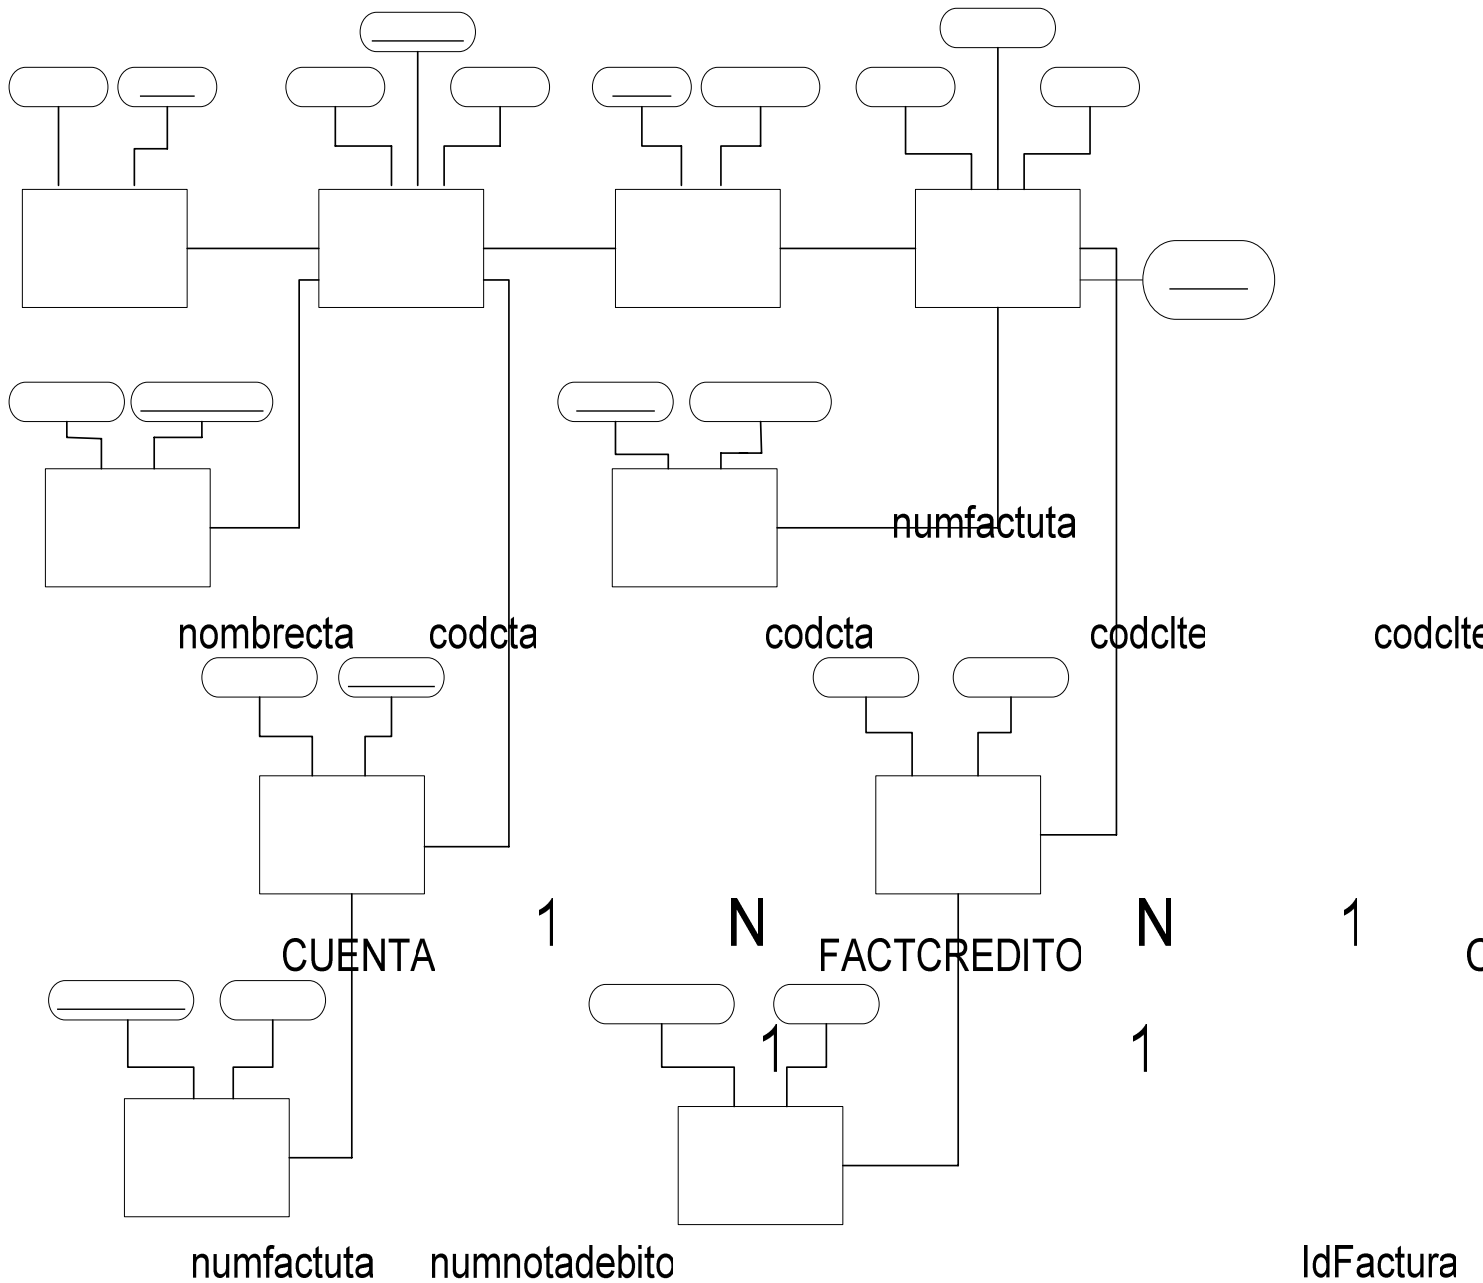 numfactuta
nombrecta codcta codcta codclte codclte
1 N N 1
CUENTA FACTCREDITO
1 1
numfactuta numnotadebito IdFactura